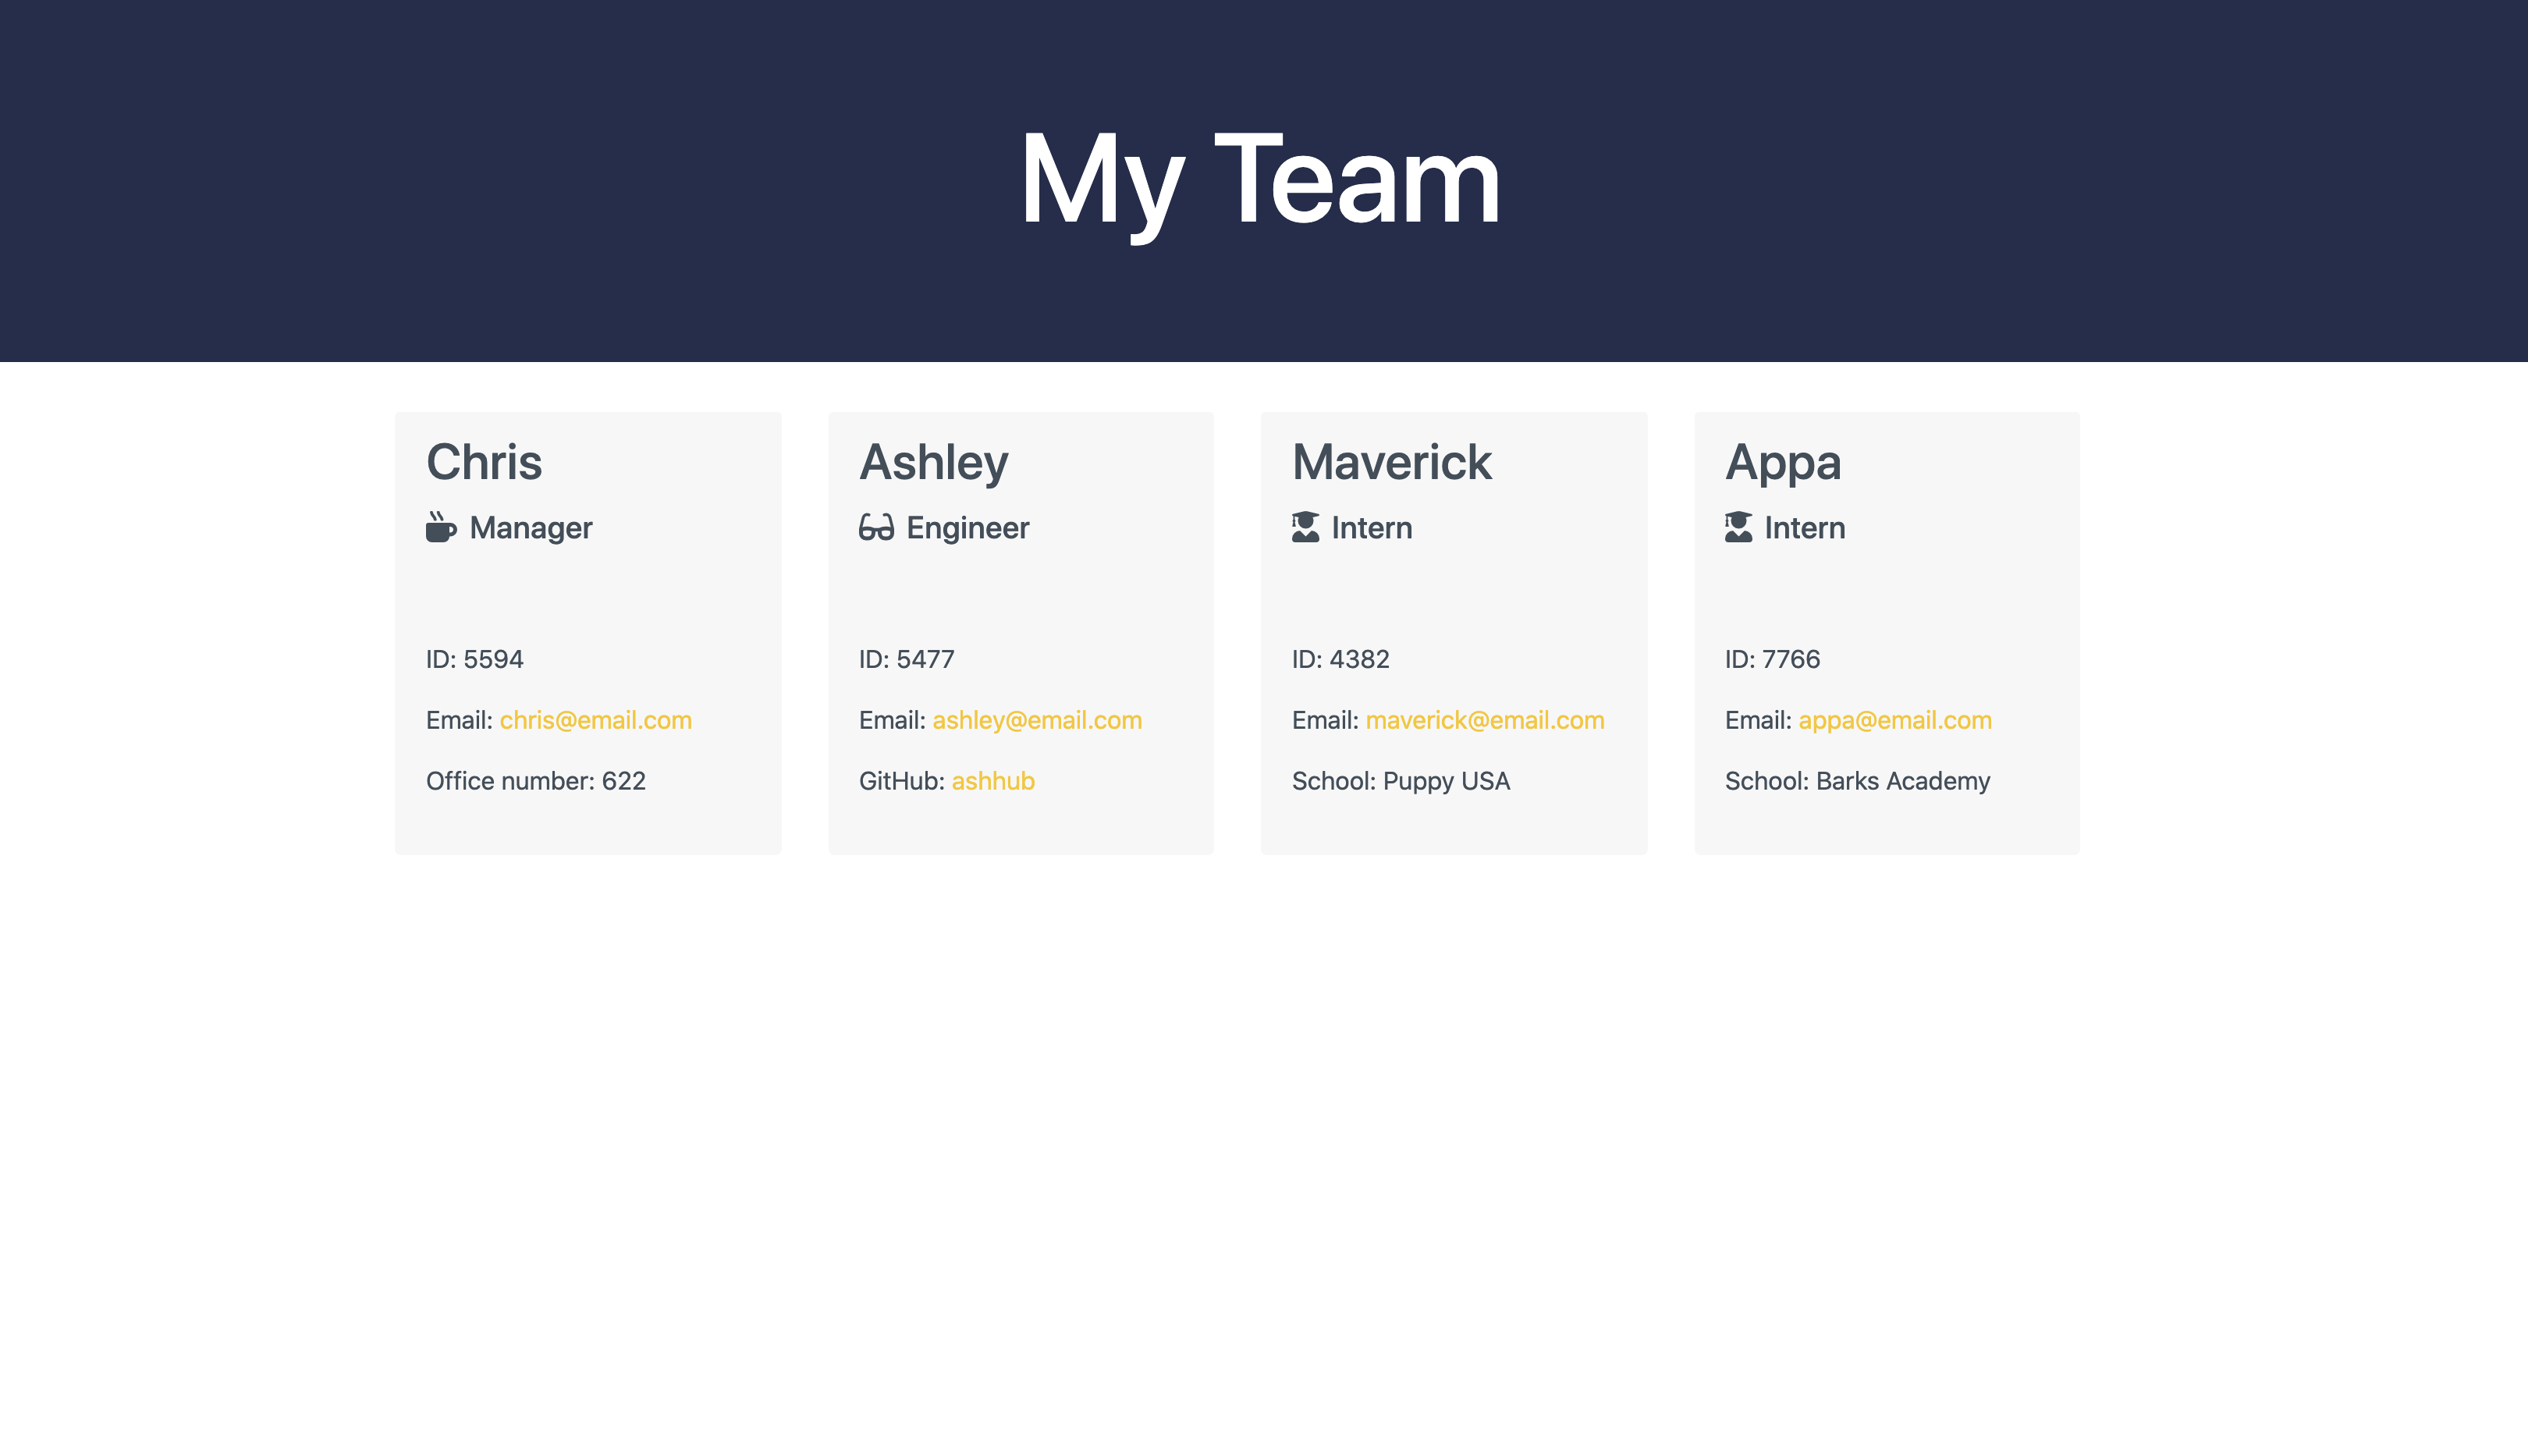 My Team
Chris
Manager
ID: 5594
Email: chris@email.com
Office number: 622
Ashley
Engineer
ID: 5477
Email: ashley@email.com
GitHub: ashhub
Maverick
Intern
ID: 4382
Email: maverick@email.com
School: Puppy USA
Appa
Intern
ID: 7766
Email: appa@email.com
School: Barks Academy